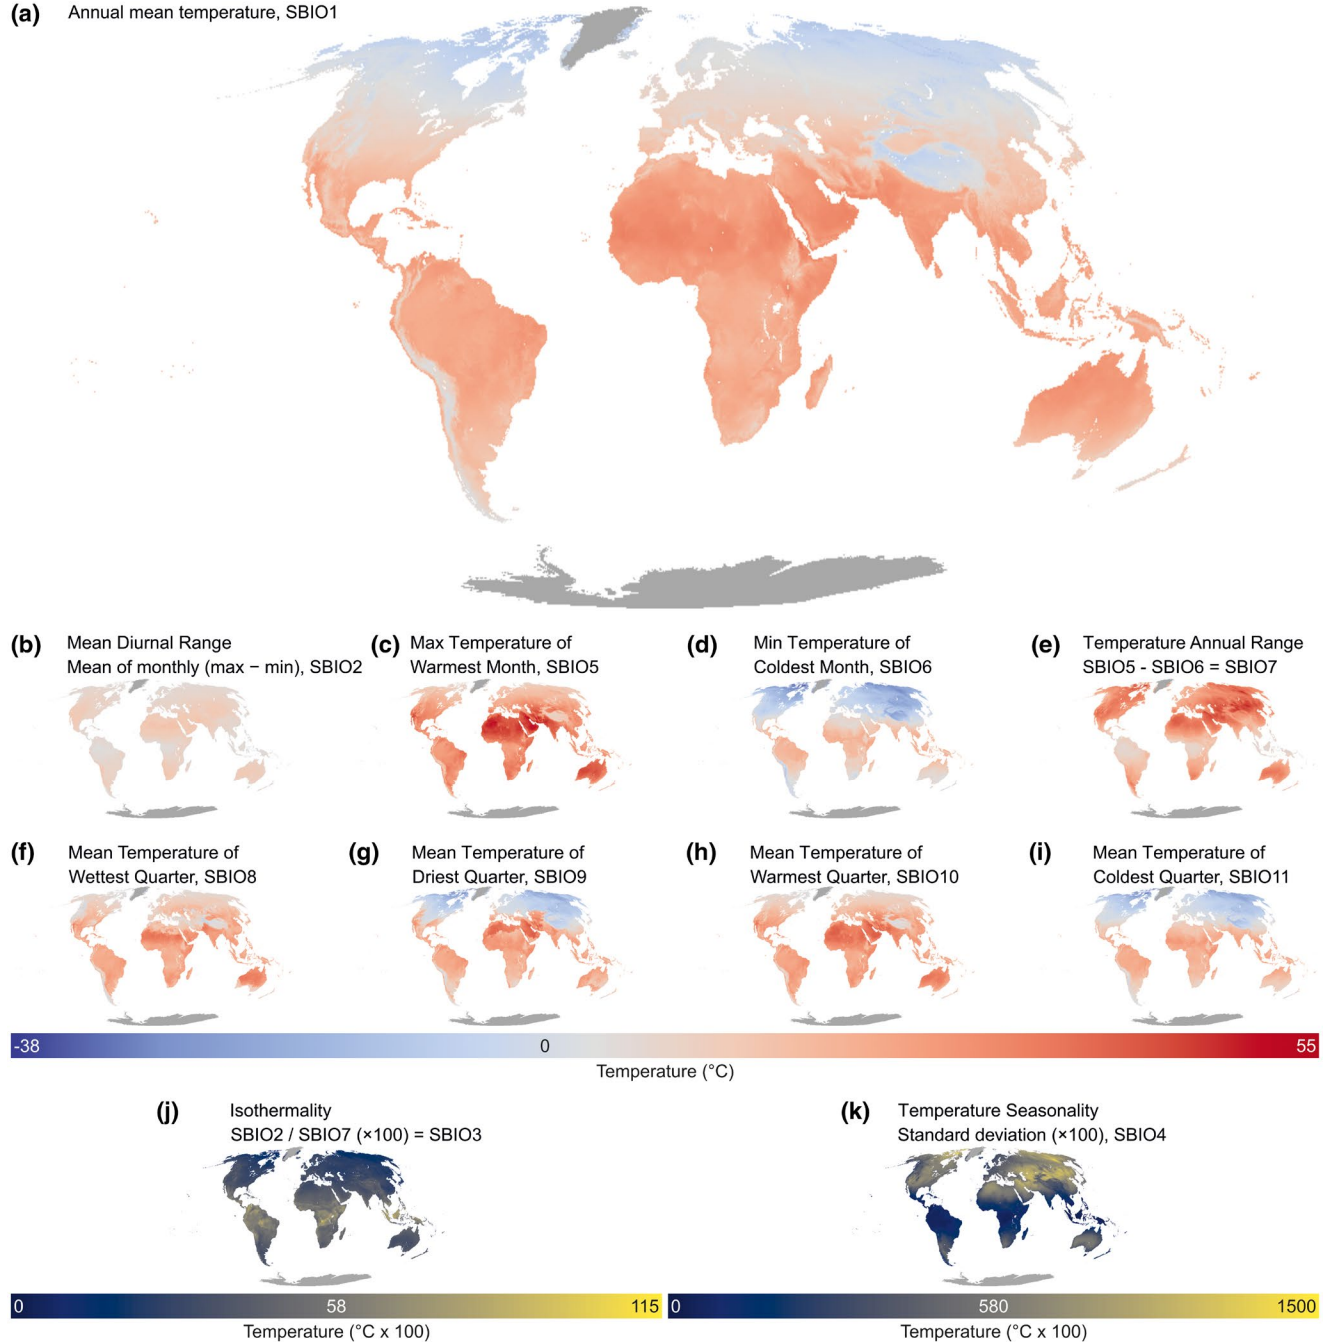 (a) Annual mean temperature, SBIO1
(b) Mean Diurnal Range
Mean of monthly (max − min), SBIO2
(c) Max Temperature of
Warmest Month, SBIO5
(d) Min Temperature of
Coldest Month, SBIO6
(e) Temperature Annual Range
SBIO5 - SBIO6 = SBIO7
(f) Mean Temperature of
Wettest Quarter, SBIO8
(g) Mean Temperature of
Driest Quarter, SBIO9
(h) Mean Temperature of
Warmest Quarter, SBIO10
(i) Mean Temperature of
Coldest Quarter, SBIO11
-38 0 55
Temperature (°C)
(j) Isothermality
SBIO2 / SBIO7 (×100) = SBIO3
(k) Temperature Seasonality
Standard deviation (×100), SBIO4
0 58 115
Temperature (°C x 100)
0 580 1500
Temperature (°C x 100)